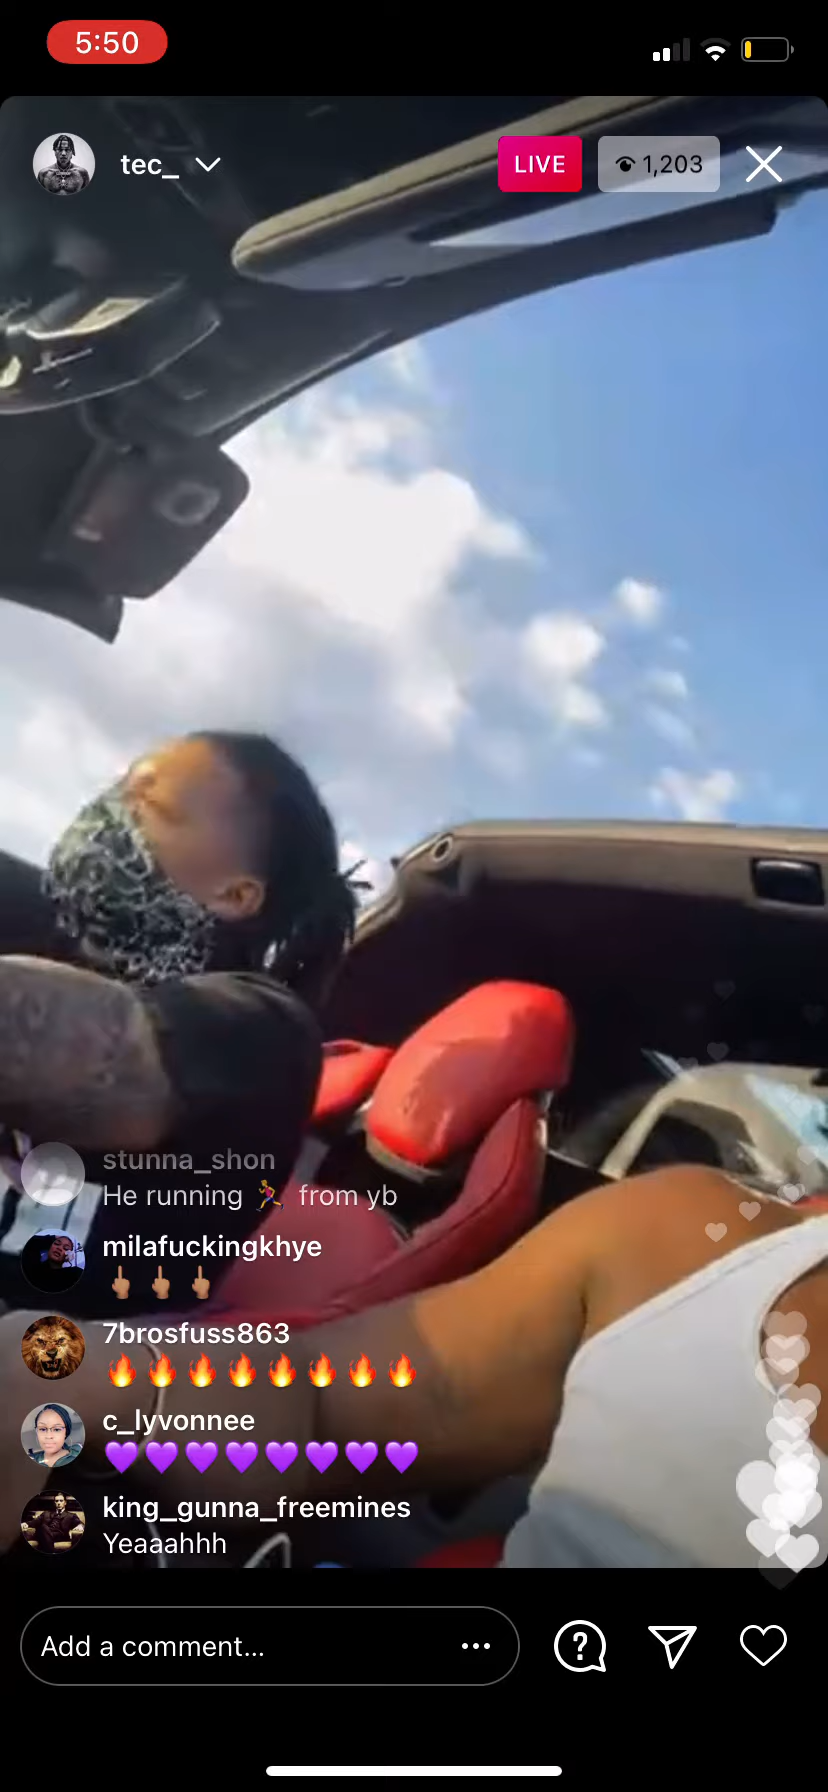 5:50
tec_
LIVE
1,203
stunna_shon
He running 🏃‍♀️ from yb
milafuckingkhye
🖕🏼 🖕🏼 🖕🏼
7brosfuss863
🔥🔥🔥🔥🔥🔥🔥🔥
c_lyvonnee
💜💜💜💜💜💜💜💜
king_gunna_freemines
Yeaaahhh
Add a comment...